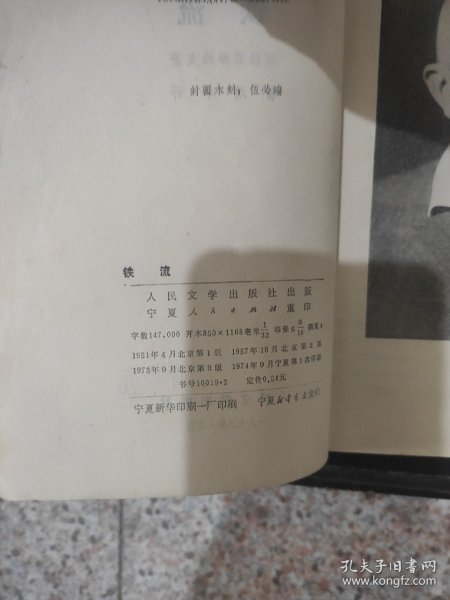 流
封面木刻：伍必端
铁 流
人民文学出版社出版
宁夏人民出版社重印
字数147,000 开本850×1168毫米1/32 印张6 9/16 插页4
1951年4月北京第1版 1957年10月北京第2版
1973年9月北京第3版 1974年9月宁夏第1次印刷
书号10019·2 定价0.54元
宁夏新华印刷一厂印刷 宁夏新华书店发行
孔夫子旧书网
www.kongfz.com